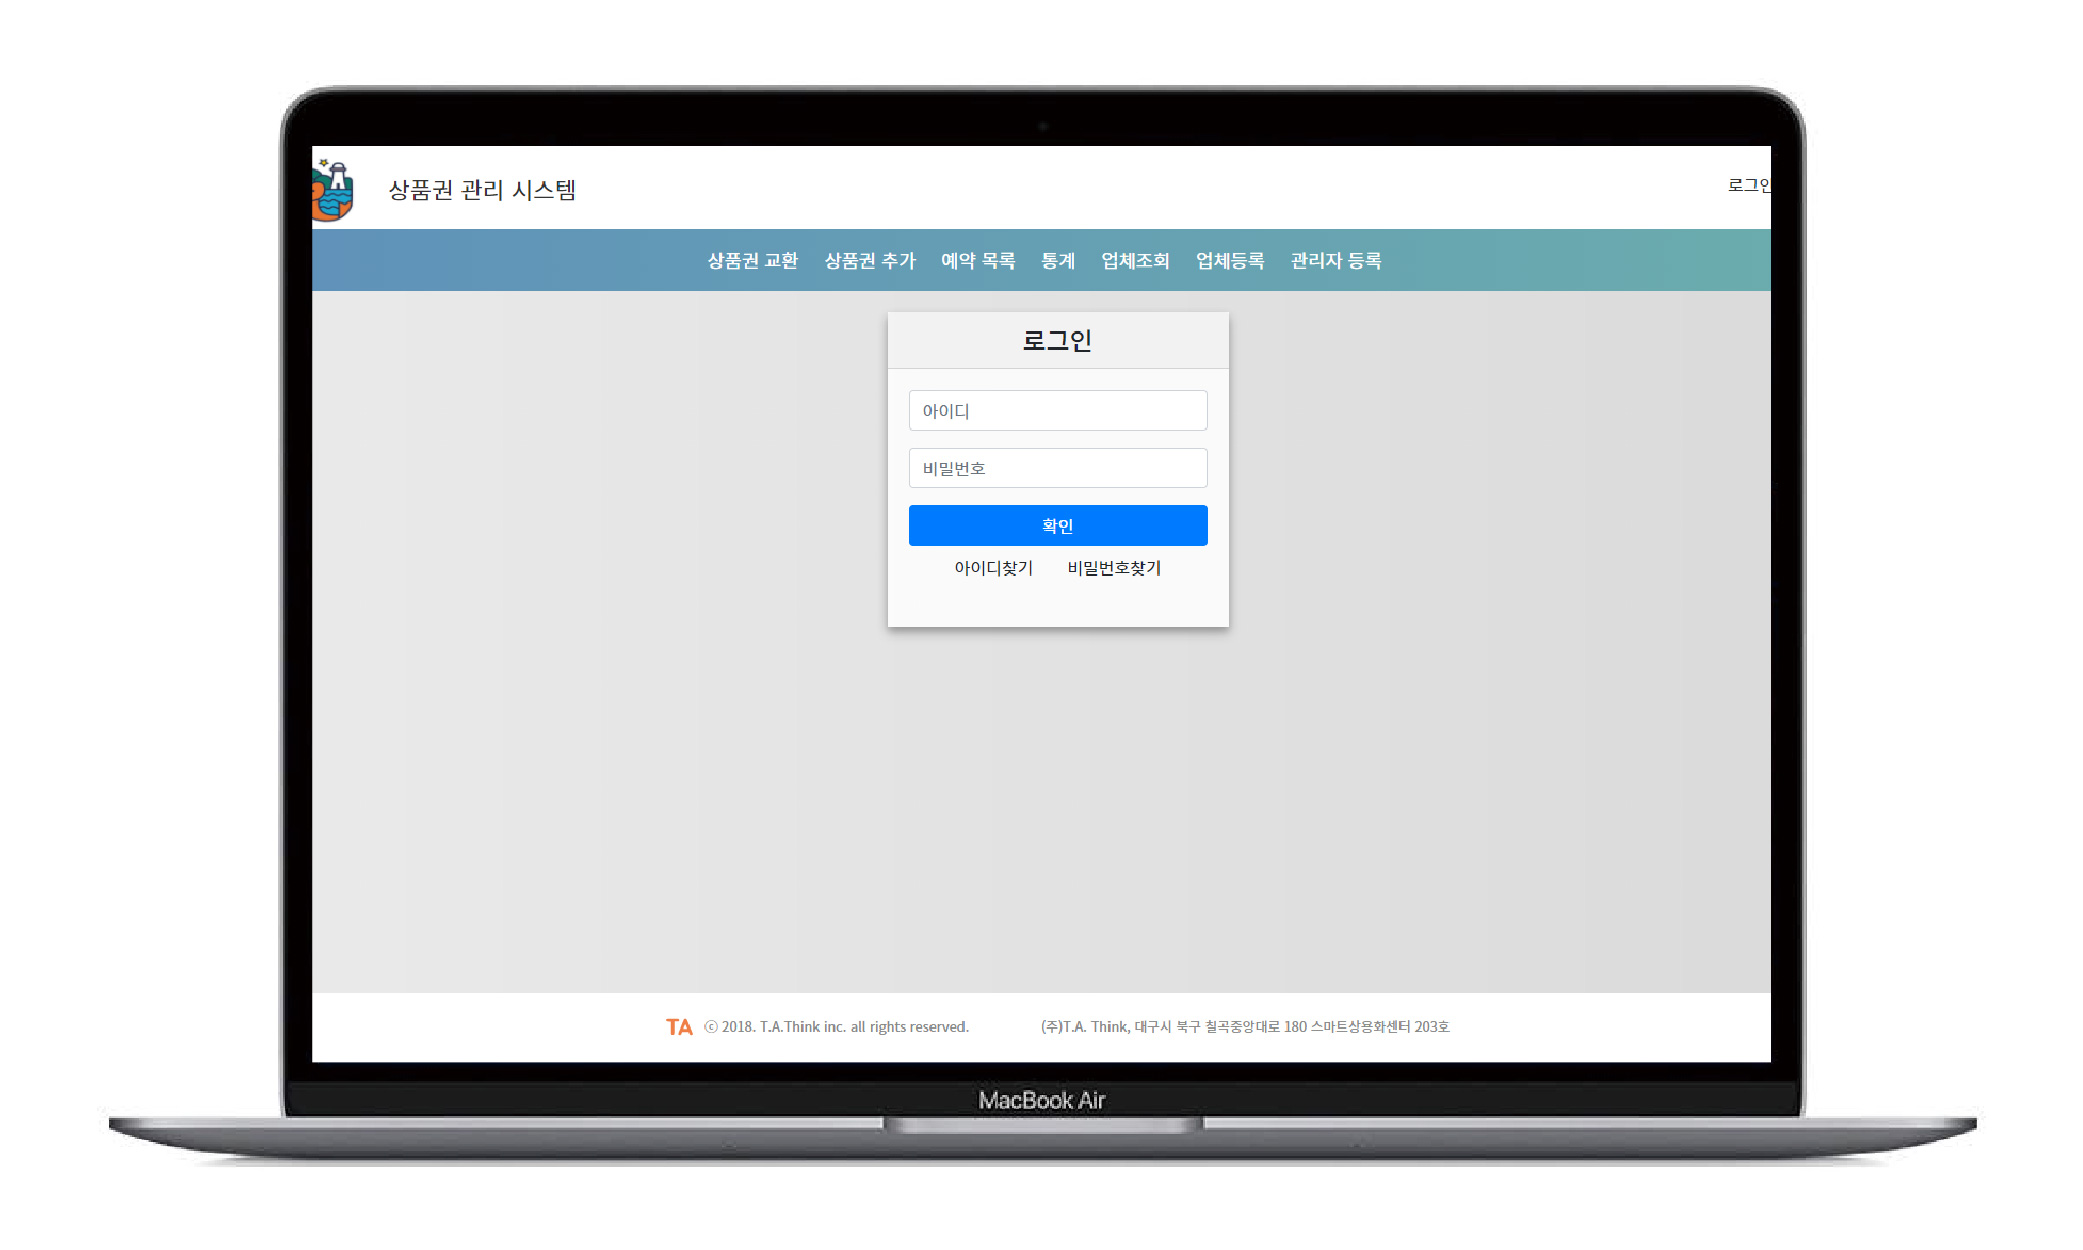 상품권 관리 시스템
로그인
상품권 교환 상품권 추가 예약 목록 통계 업체조회 업체등록 관리자 등록
로그인
아이디
비밀번호
확인
아이디찾기 비밀번호찾기
TA ⓒ 2018. T.A.Think inc. all rights reserved. (주)T.A. Think, 대구시 북구 칠곡중앙대로 180 스마트상용화센터 203호
MacBook Air